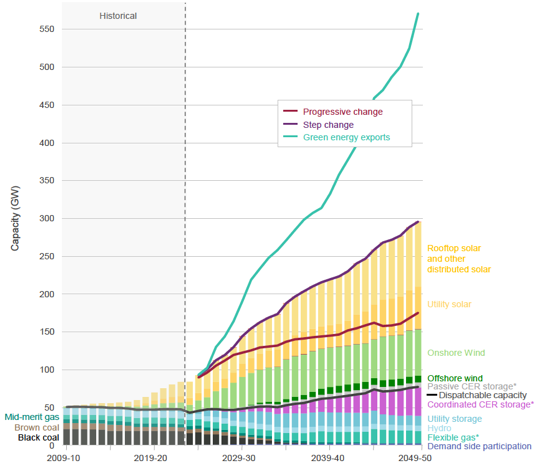 Historical
550
500
450
400
350
300
250
200
150
100
50
0
Capacity (GW)
Progressive change
Step change
Green energy exports
Rooftop solar
and other
distributed solar
Utility solar
Onshore Wind
Offshore wind
Passive CER storage*
Dispatchable capacity
Coordinated CER storage*
Utility storage
Hydro
Flexible gas*
Demand side participation
Mid-merit gas
Brown coal
Black coal
2009-10
2019-20
2029-30
2039-40
2049-50